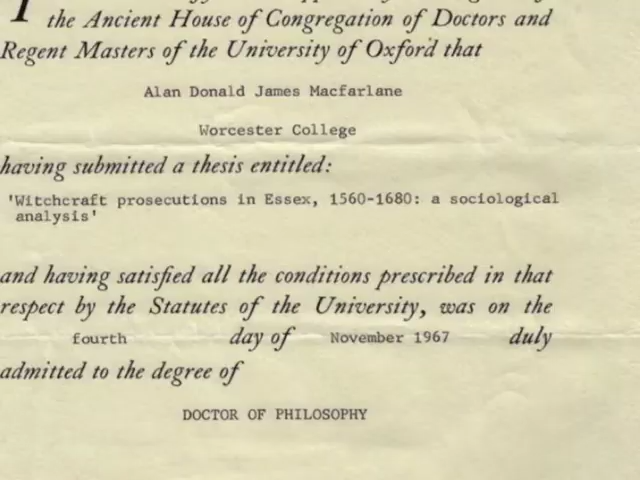 the Ancient House of Congregation of Doctors and
Regent Masters of the University of Oxford that
Alan Donald James Macfarlane
Worcester College
having submitted a thesis entitled:
'Witchcraft prosecutions in Essex, 1560-1680: a sociological
analysis'
and having satisfied all the conditions prescribed in that
respect by the Statutes of the University, was on the
fourth day of November 1967 duly
admitted to the degree of
DOCTOR OF PHILOSOPHY